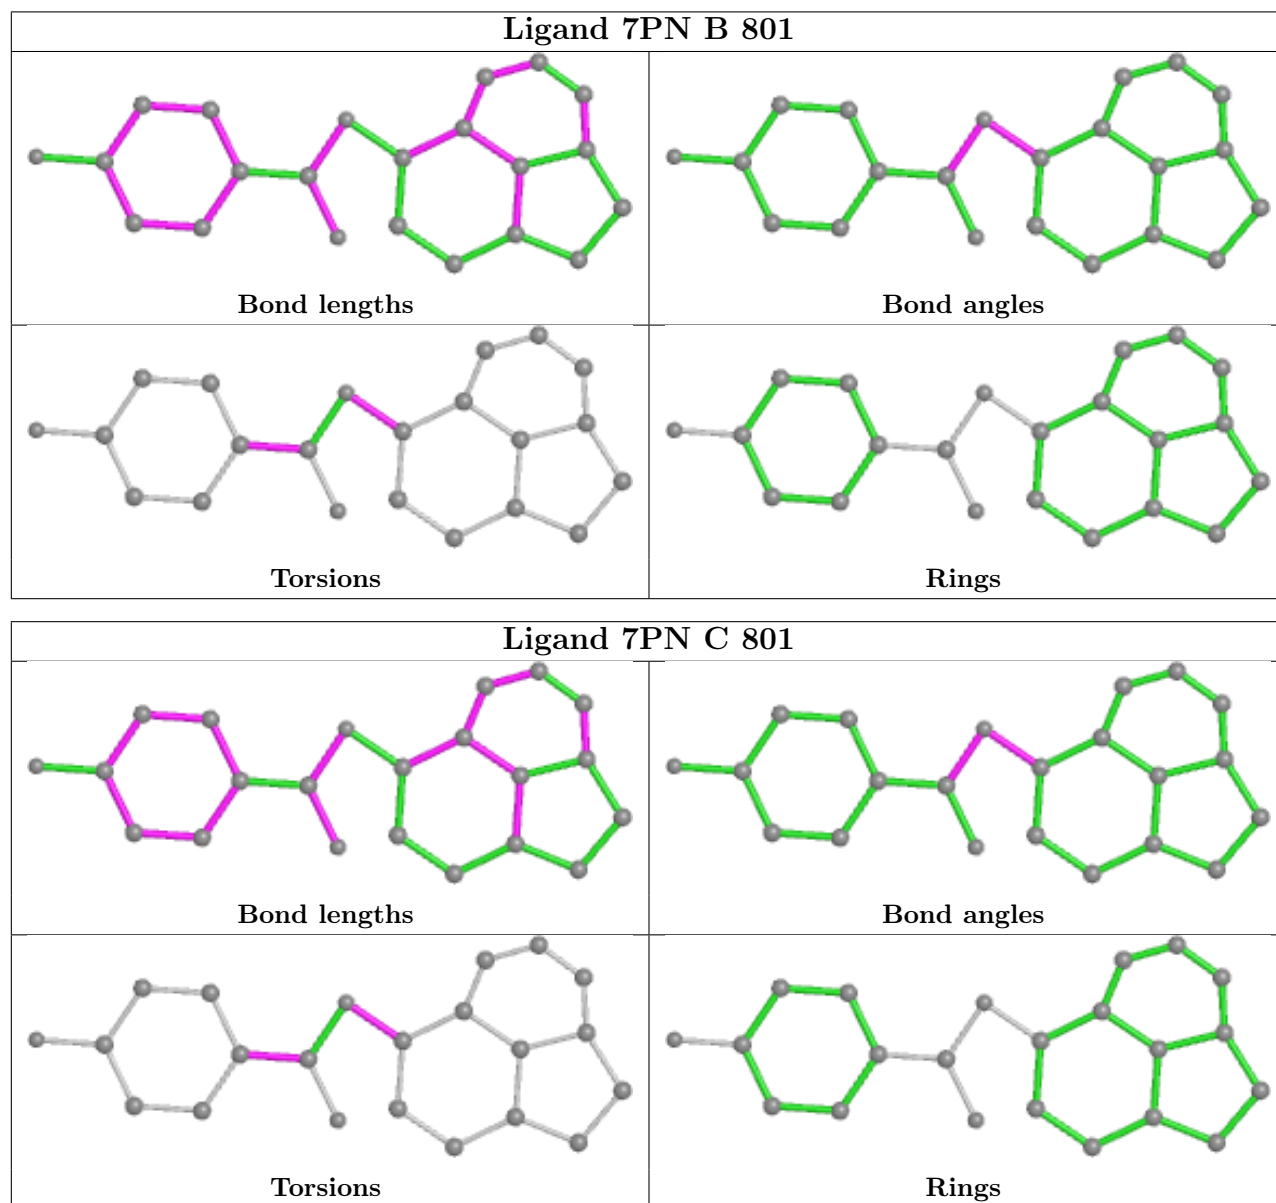 Ligand 7PN B 801
Bond lengths
Bond angles
Torsions
Rings
Ligand 7PN C 801
Bond lengths
Bond angles
Torsions
Rings